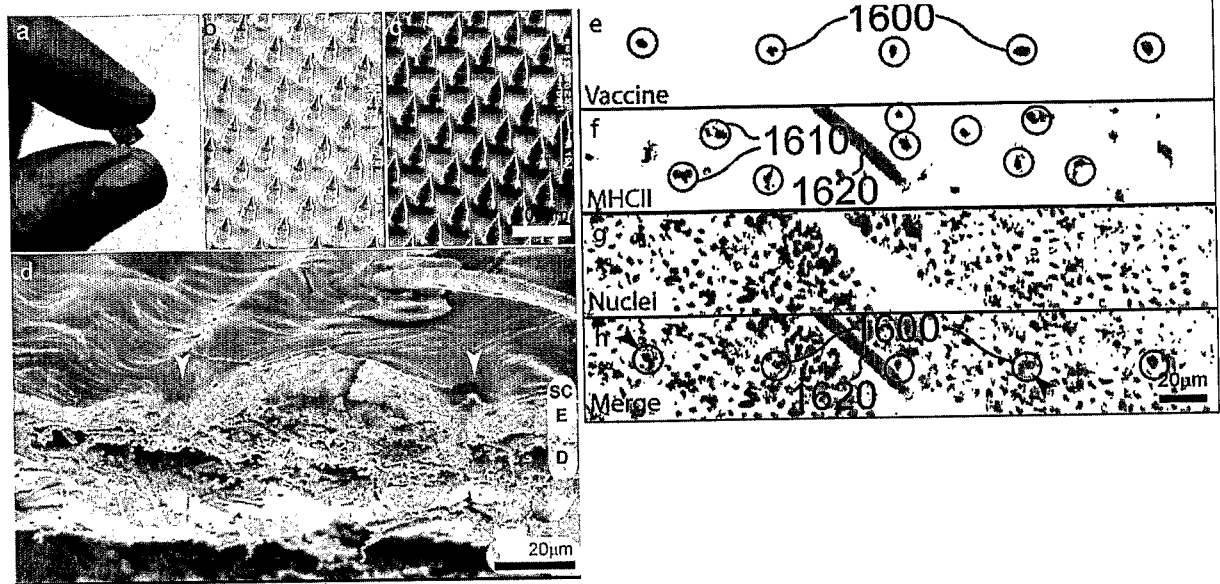 a
b
c
d
SC
E
D
20μm
e
1600
Vaccine
f
1610
1620
MHCII
g
Nuclei
h
1600
1620
Merge
20μm